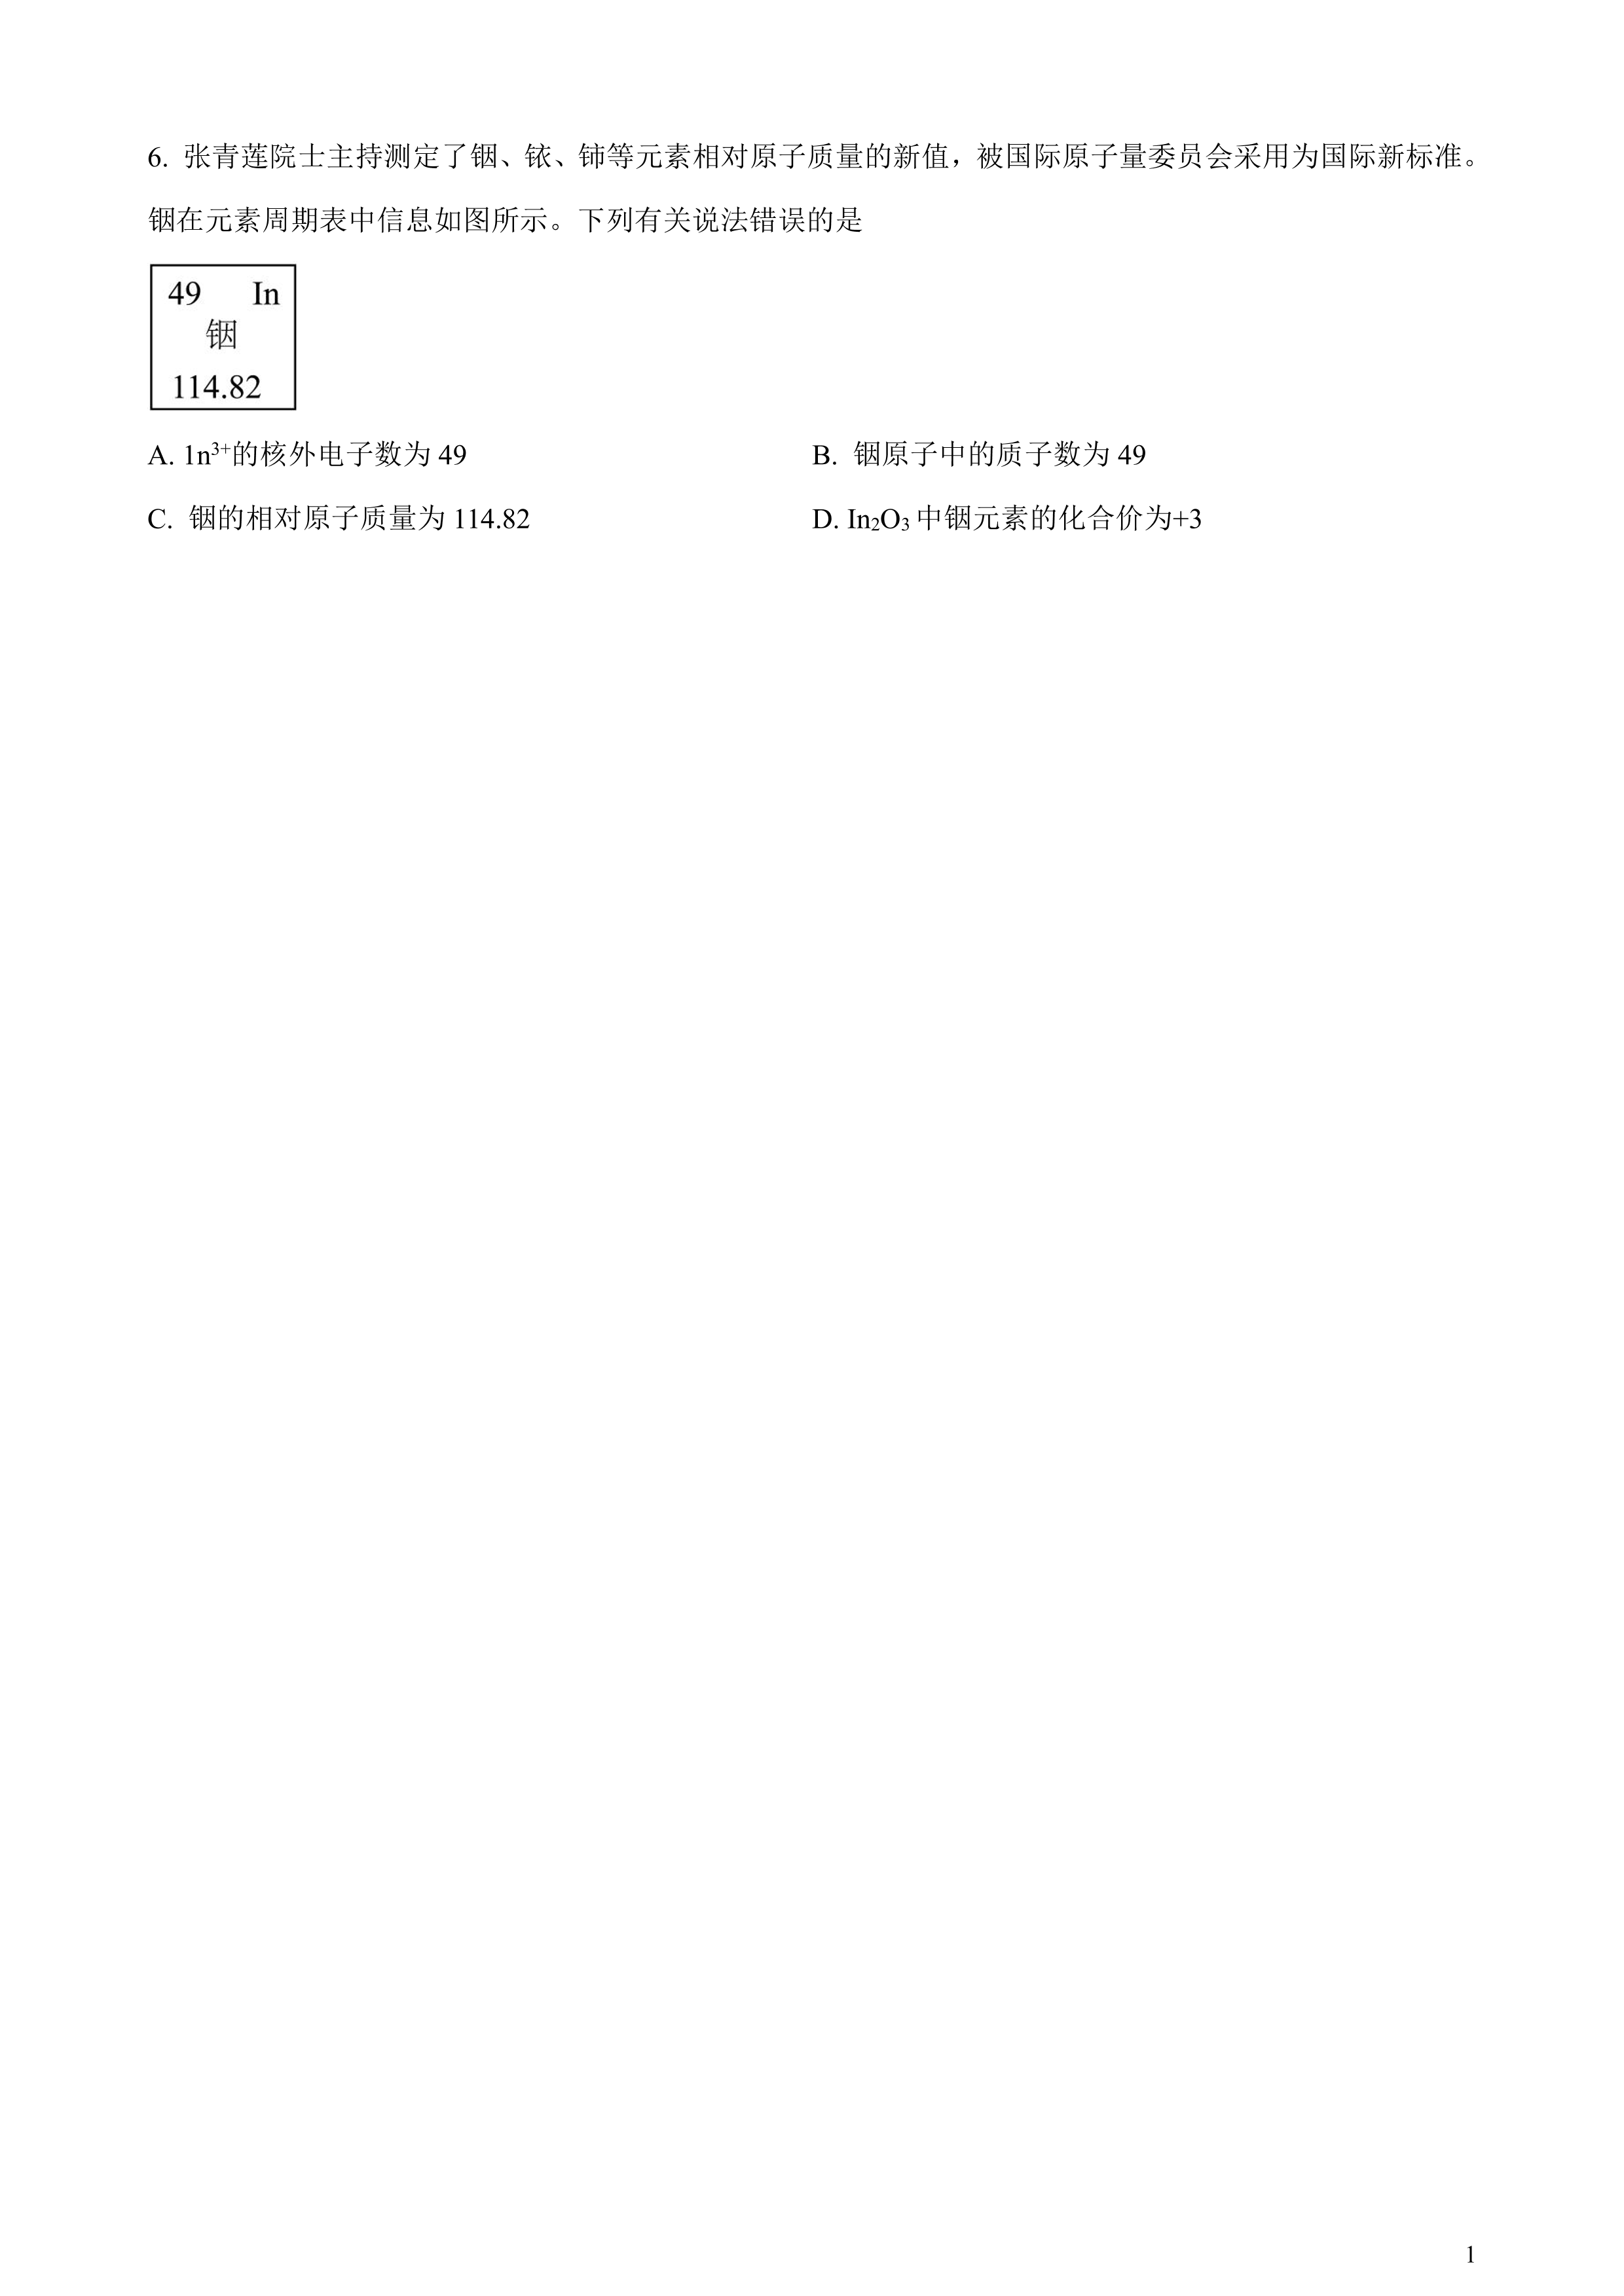 6. 张青莲院士主持测定了铟、铱、铈等元素相对原子质量的新值，被国际原子量委员会采用为国际新标准。
铟在元素周期表中信息如图所示。下列有关说法错误的是
49 In
铟
114.82
A. 1n³⁺的核外电子数为 49 B. 铟原子中的质子数为 49
C. 铟的相对原子质量为 114.82 D. In₂O₃中铟元素的化合价为+3
1